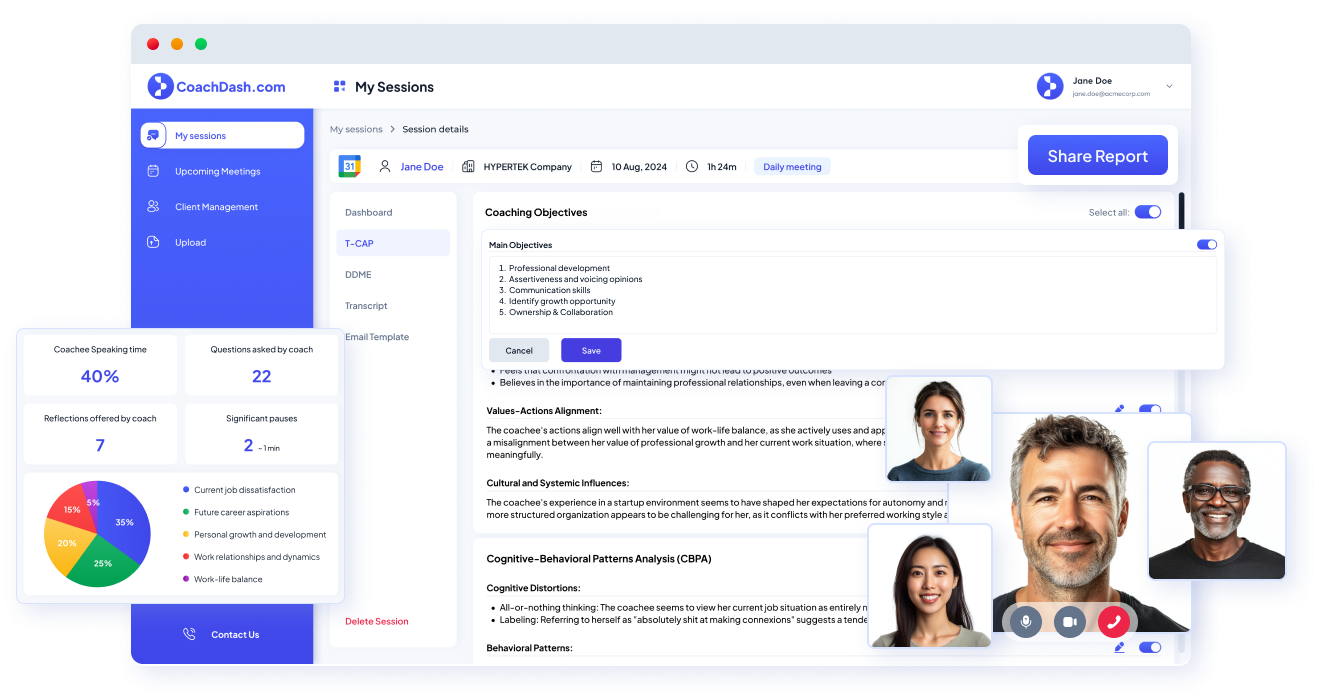 CoachDash.com
My Sessions
Jane Doe
jane.doe@acmecorp.com
My sessions
Upcoming Meetings
Client Management
Upload
My sessions > Session details
31
Jane Doe
HYPERTEK Company
10 Aug, 2024
1h 24m
Daily meeting
Share Report
Dashboard
T-CAP
DDME
Transcript
Email Template
Delete Session
Coaching Objectives
Select all:
Main Objectives
1. Professional development
2. Assertiveness and voicing opinions
3. Communication skills
4. Identify growth opportunity
5. Ownership & Collaboration
Cancel
Save
• Feels that confrontation with management might not lead to positive outcomes
• Believes in the importance of maintaining professional relationships, even when leaving a
Values-Actions Alignment:
The coachee's actions align well with her value of work-life balance, as she actively uses and
a misalignment between her value of professional growth and her current work situation, where
meaningfully.
Cultural and Systemic Influences:
The coachee's experience in a startup environment seems to have shaped her expectations for autonomy and
more structured organization appears to be challenging for her, as it conflicts with her preferred working style
Cognitive-Behavioral Patterns Analysis (CBPA)
Cognitive Distortions:
• All-or-nothing thinking: The coachee seems to view her current job situation as entirely
• Labeling: Referring to herself as "absolutely shit at making connexions" suggests a
Behavioral Patterns:
Coachee Speaking time
40%
Questions asked by coach
22
Reflections offered by coach
7
Significant pauses
2 ~ 1 min
35%
25%
20%
15%
5%
Current job dissatisfaction
Future career aspirations
Personal growth and development
Work relationships and dynamics
Work-life balance
Contact Us